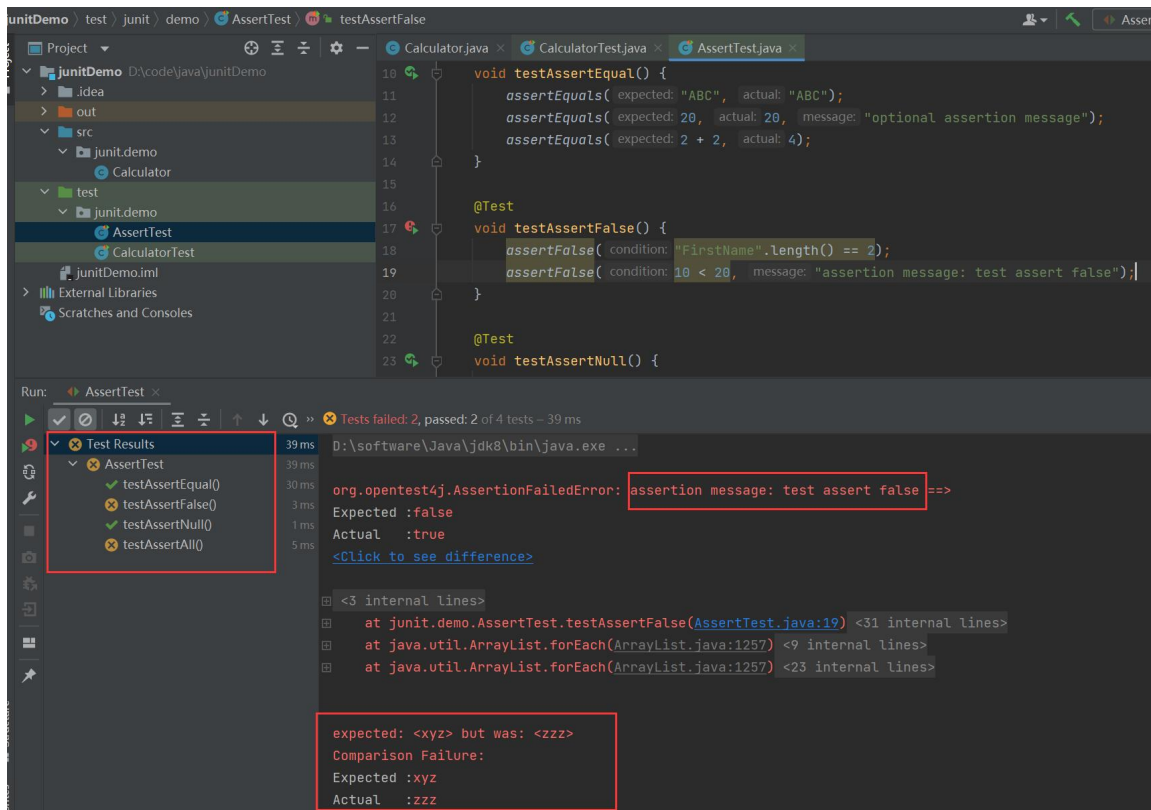 junitDemo 〉 test 〉 junit 〉 demo 〉 AssertTest 〉 testAssertFalse
Project
junitDemo D:\code\java\junitDemo
.idea
out
src
junit.demo
Calculator
test
junit.demo
AssertTest
CalculatorTest
junitDemo.iml
External Libraries
Scratches and Consoles
Calculator.java
CalculatorTest.java
AssertTest.java
10 void testAssertEqual() {
11 assertEquals( expected: "ABC", actual: "ABC");
12 assertEquals( expected: 20, actual: 20, message: "optional assertion message");
13 assertEquals( expected: 2 + 2, actual: 4);
14 }
15
16 @Test
17 void testAssertFalse() {
18 assertFalse( condition: "FirstName".length() == 2);
19 assertFalse( condition: 10 < 20, message: "assertion message: test assert false");
20 }
21
22 @Test
23 void testAssertNull() {
Run: AssertTest
Tests failed: 2, passed: 2 of 4 tests – 39 ms
Test Results 39 ms
AssertTest 39 ms
testAssertEqual() 30 ms
testAssertFalse() 3 ms
testAssertNull() 1 ms
testAssertAll() 5 ms
D:\software\Java\jdk8\bin\java.exe ...
org.opentest4j.AssertionFailedError: assertion message: test assert false ==>
Expected :false
Actual :true
<Click to see difference>
<3 internal lines>
at junit.demo.AssertTest.testAssertFalse(AssertTest.java:19) <31 internal lines>
at java.util.ArrayList.forEach(ArrayList.java:1257) <9 internal lines>
at java.util.ArrayList.forEach(ArrayList.java:1257) <23 internal lines>
expected: <xyz> but was: <zzz>
Comparison Failure:
Expected :xyz
Actual :zzz